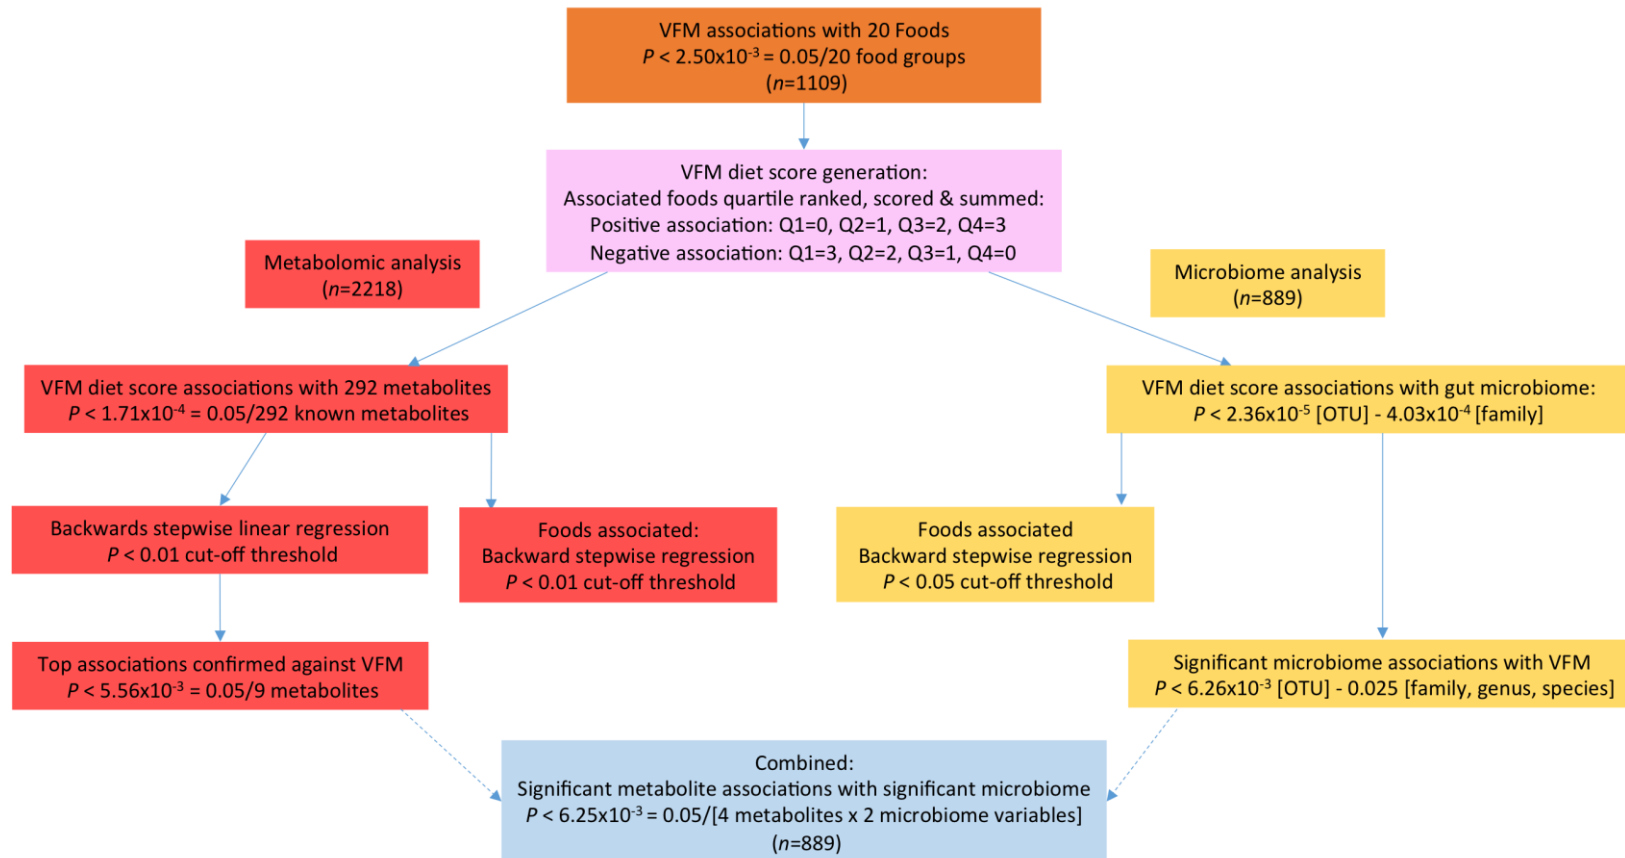 VFM associations with 20 Foods
P < 2.50x10⁻³ = 0.05/20 food groups
(n=1109)
VFM diet score generation:
Associated foods quartile ranked, scored & summed:
Positive association: Q1=0, Q2=1, Q3=2, Q4=3
Negative association: Q1=3, Q2=2, Q3=1, Q4=0
Metabolomic analysis
(n=2218)
Microbiome analysis
(n=889)
VFM diet score associations with 292 metabolites
P < 1.71x10⁻⁴ = 0.05/292 known metabolites
VFM diet score associations with gut microbiome:
P < 2.36x10⁻⁵ [OTU] - 4.03x10⁻⁴ [family]
Backwards stepwise linear regression
P < 0.01 cut-off threshold
Foods associated:
Backward stepwise regression
P < 0.01 cut-off threshold
Foods associated
Backward stepwise regression
P < 0.05 cut-off threshold
Top associations confirmed against VFM
P < 5.56x10⁻³ = 0.05/9 metabolites
Significant microbiome associations with VFM
P < 6.26x10⁻³ [OTU] - 0.025 [family, genus, species]
Combined:
Significant metabolite associations with significant microbiome
P < 6.25x10⁻³ = 0.05/[4 metabolites x 2 microbiome variables]
(n=889)